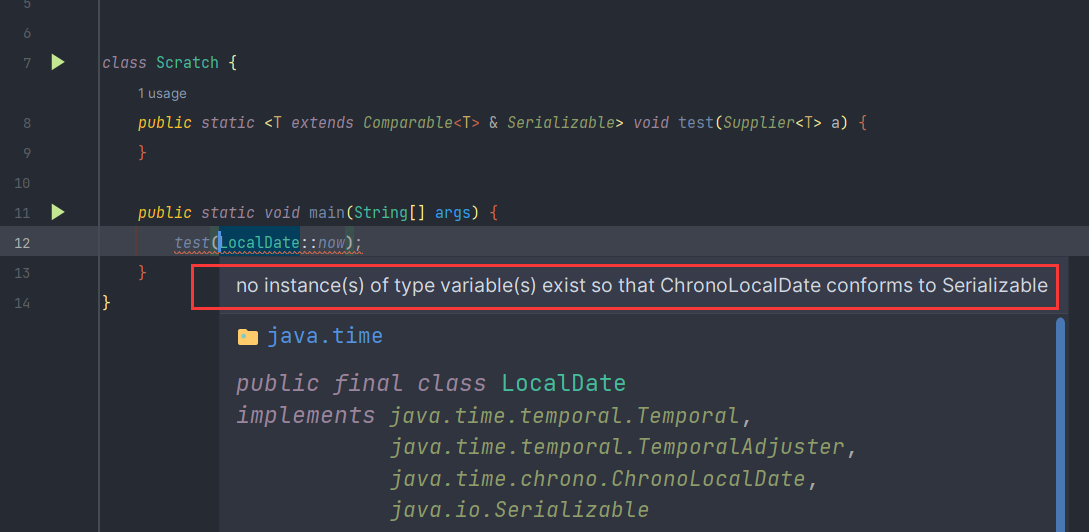 5
6
7 class Scratch {
1 usage
8 public static <T extends Comparable<T> & Serializable> void test(Supplier<T> a) {
9 }
10
11 public static void main(String[] args) {
12 test(LocalDate::now);
13 }
14 }
no instance(s) of type variable(s) exist so that ChronoLocalDate conforms to Serializable
java.time
public final class LocalDate
implements java.time.temporal.Temporal,
java.time.temporal.TemporalAdjuster,
java.time.chrono.ChronoLocalDate,
java.io.Serializable